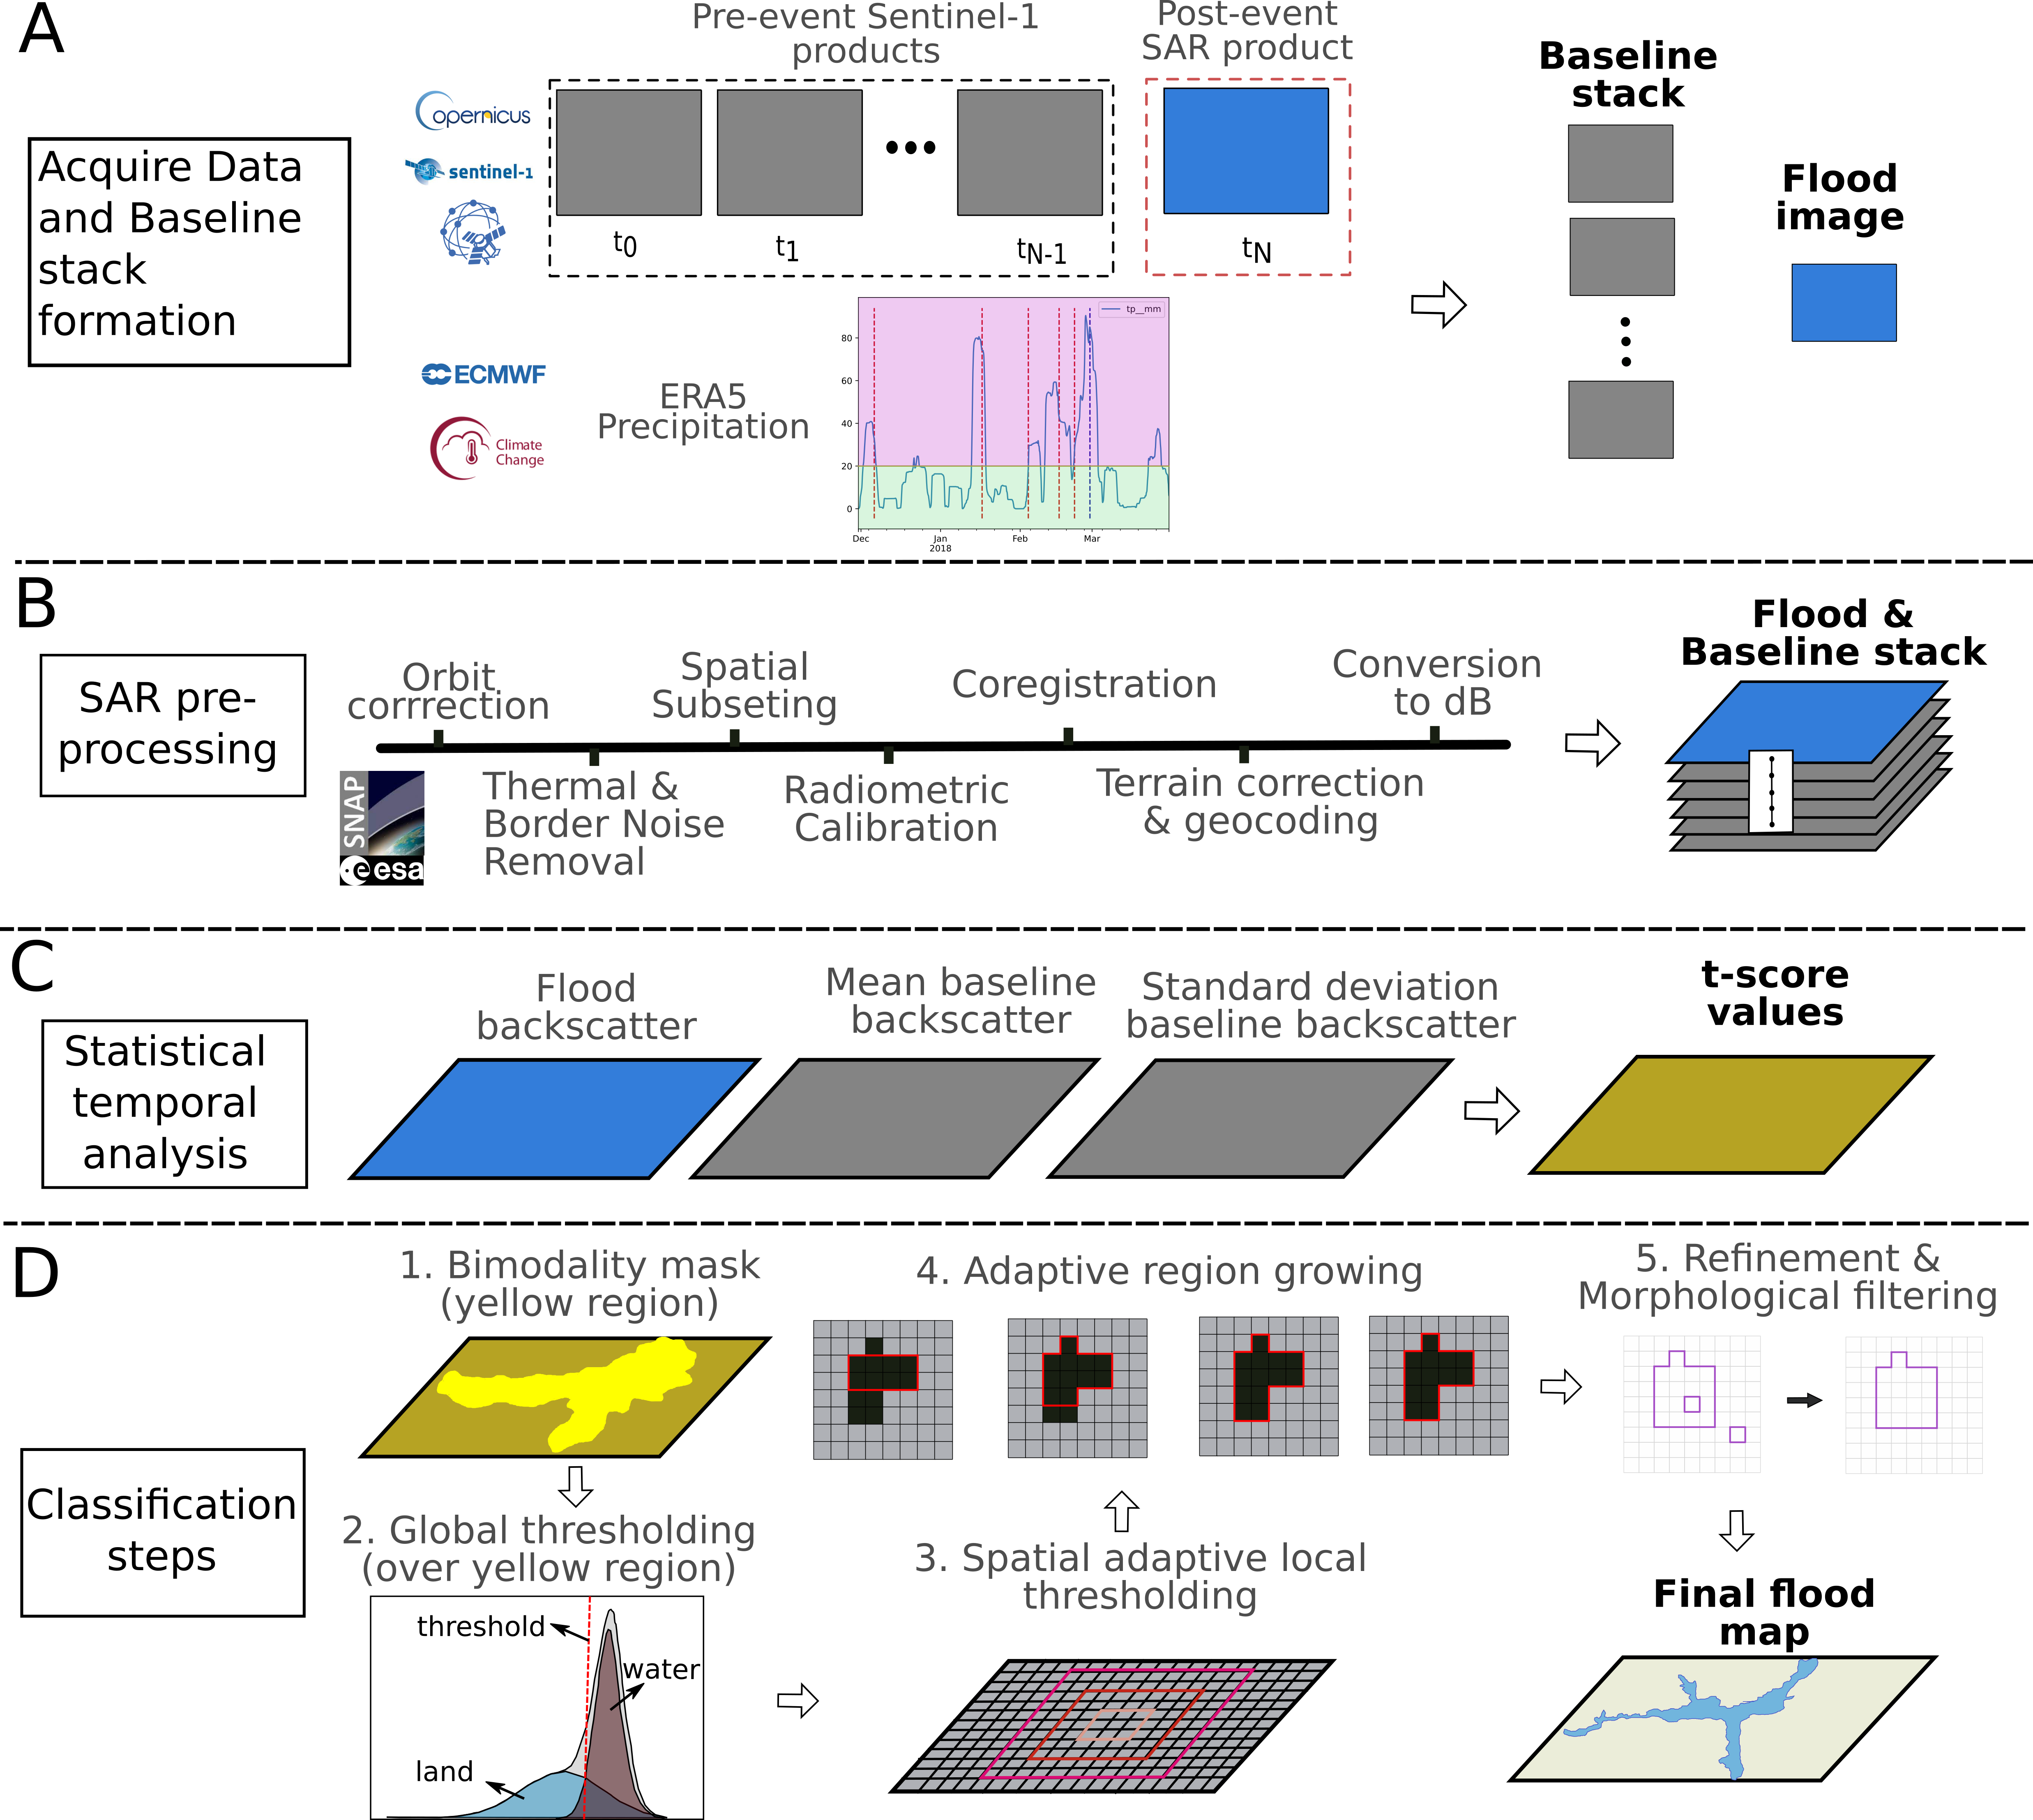 A
Pre-event Sentinel-1
products
Post-event
SAR product
Baseline
stack
Flood
image
Acquire Data
and Baseline
stack
formation
opernicus
sentinel-1
t0
t1
tN-1
tN
ECMWF
Climate
Change
ERA5
Precipitation
tp__mm
80
60
40
20
0
Dec
Jan
2018
Feb
Mar
B
SAR pre-
processing
Orbit
corrrection
Spatial
Subseting
Coregistration
Conversion
to dB
Flood &
Baseline stack
SNAP
esa
Thermal &
Border Noise
Removal
Radiometric
Calibration
Terrain correction
& geocoding
C
Statistical
temporal
analysis
Flood
backscatter
Mean baseline
backscatter
Standard deviation
baseline backscatter
t-score
values
D
Classification
steps
1. Bimodality mask
(yellow region)
2. Global thresholding
(over yellow region)
threshold
water
land
3. Spatial adaptive local
thresholding
4. Adaptive region growing
5. Refinement &
Morphological filtering
Final flood
map